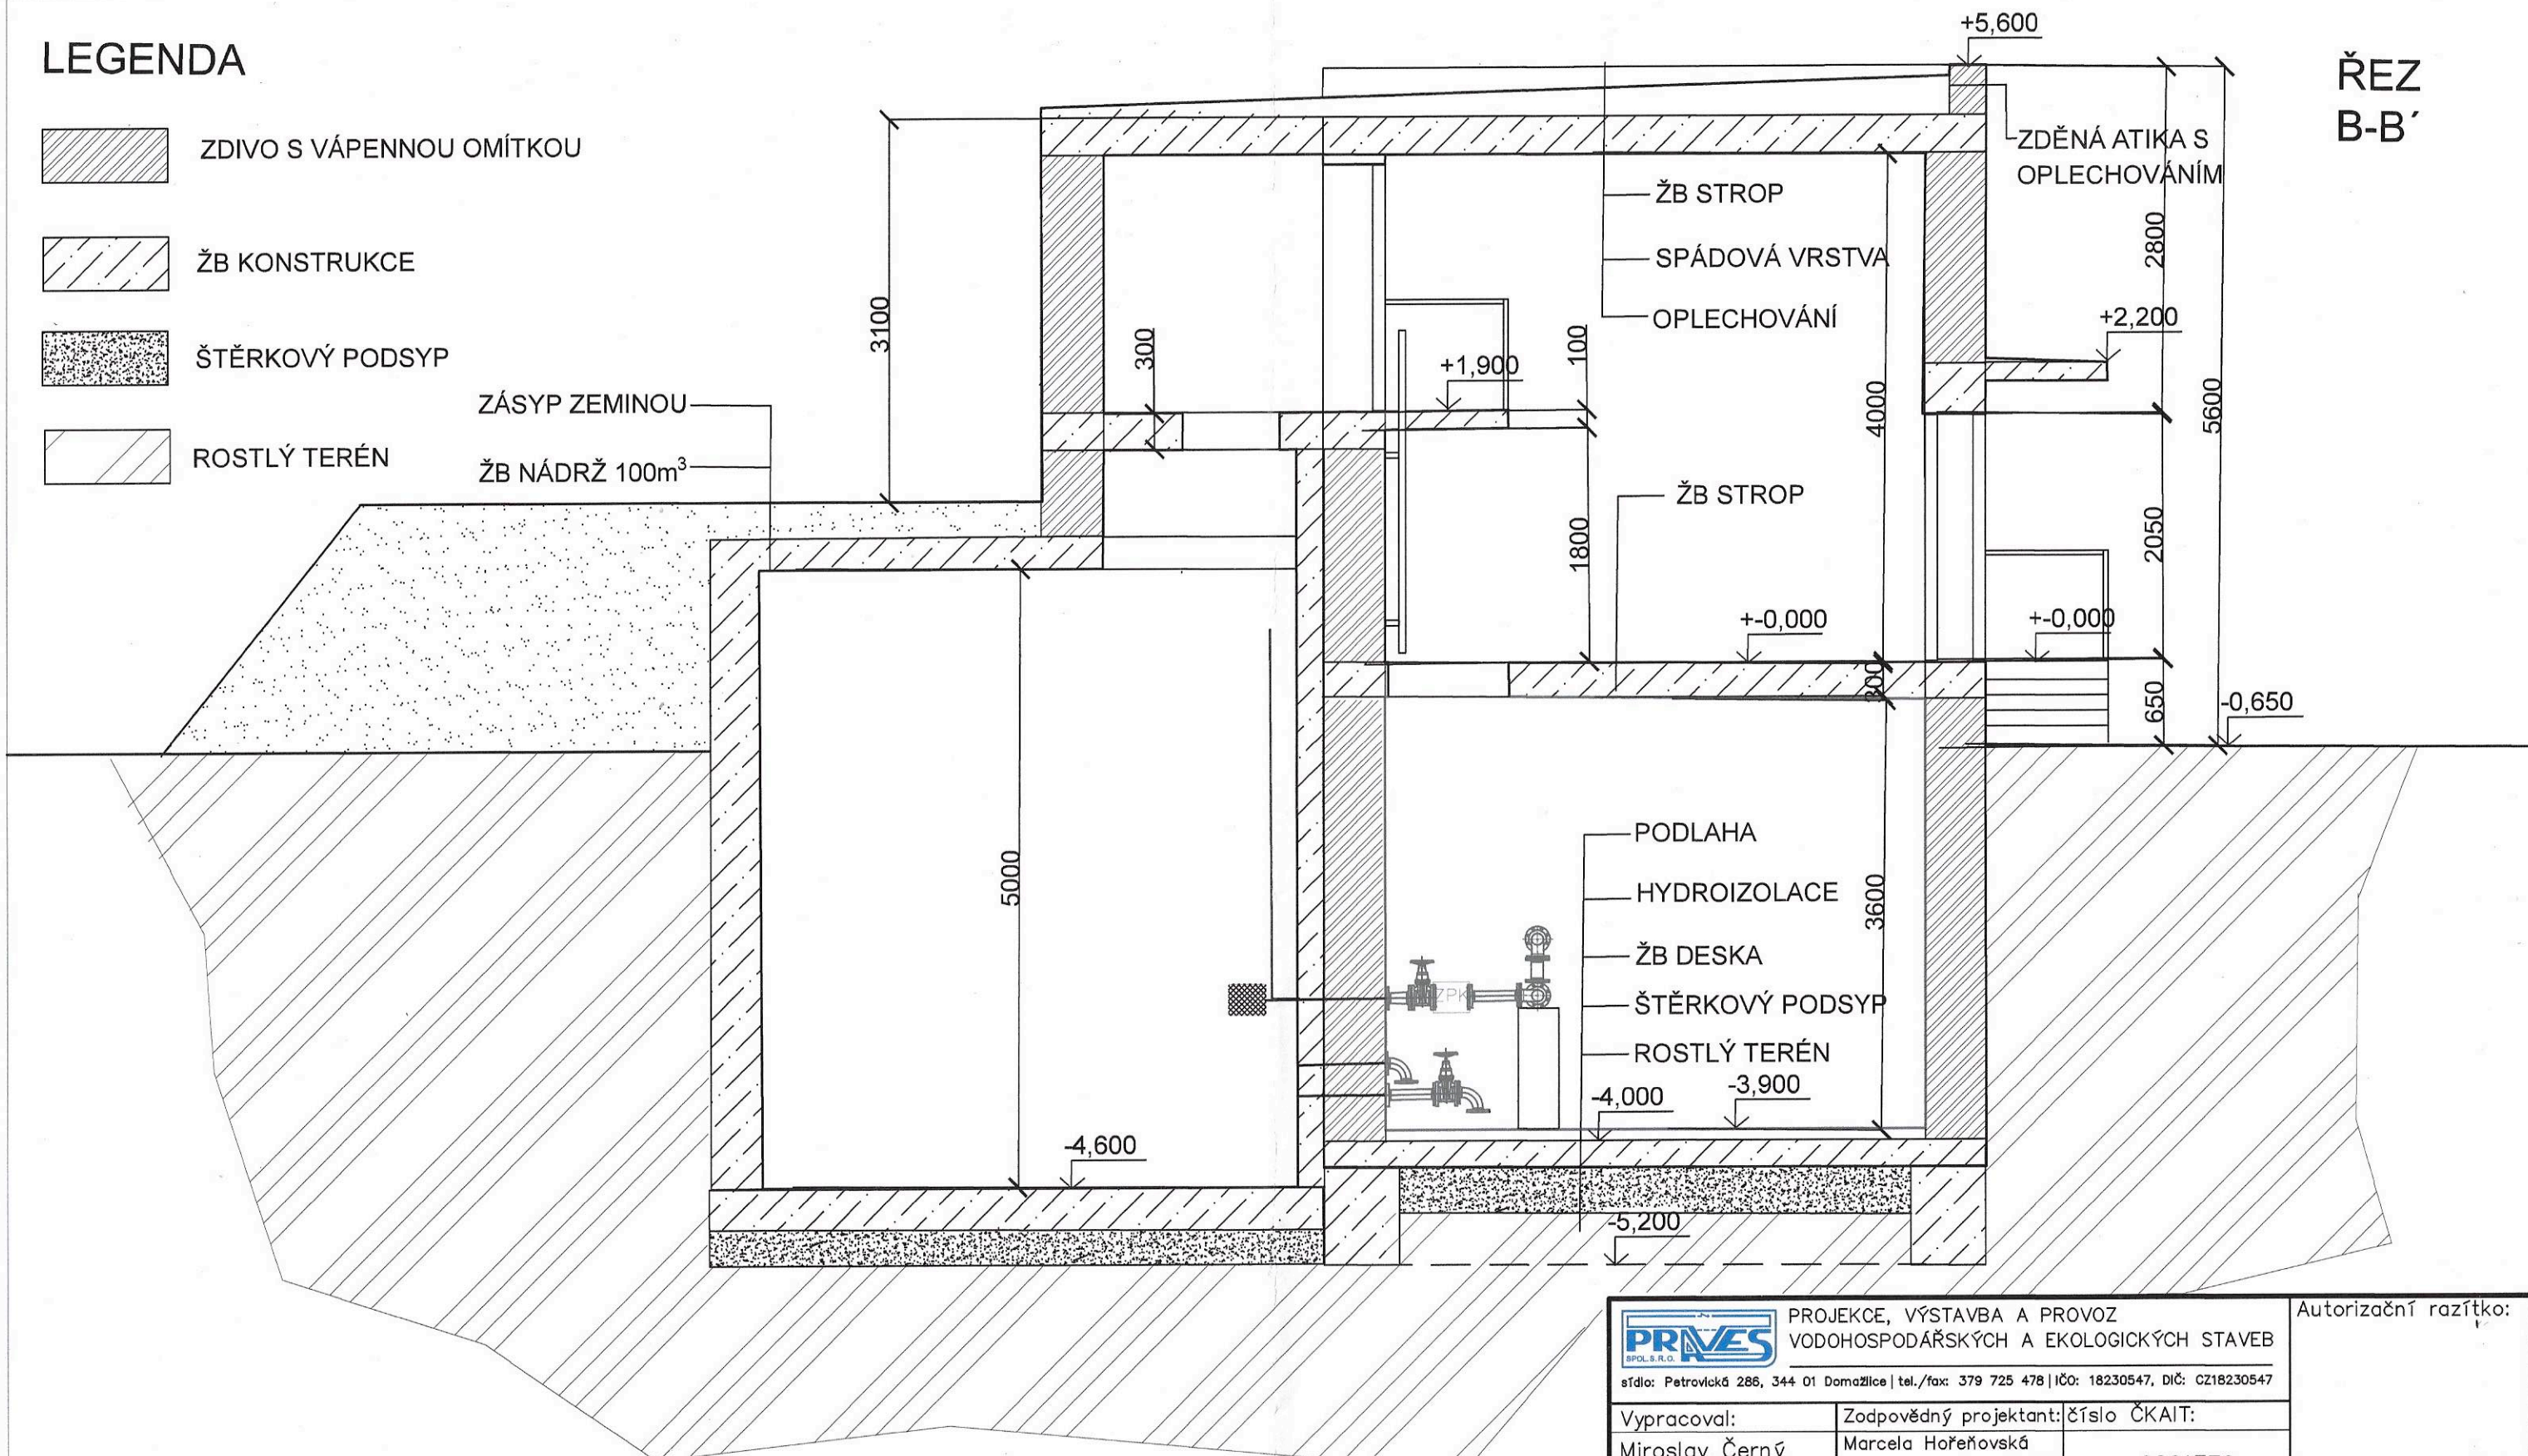 LEGENDA
ZDIVO S VÁPENNOU OMÍTKOU
ŽB KONSTRUKCE
ŠTĚRKOVÝ PODSYP
ROSTLÝ TERÉN
ZÁSYP ZEMINOU
ŽB NÁDRŽ 100m³
3100
300
+1,900
100
1800
5000
-4,600
ŽB STROP
SPÁDOVÁ VRSTVA
OPLECHOVÁNÍ
4000
ŽB STROP
+-0,000
300
PODLAHA
HYDROIZOLACE
ŽB DESKA
ŠTĚRKOVÝ PODSYP
ROSTLÝ TERÉN
3600
ZPK
-4,000
-3,900
-5,200
+5,600
ŘEZ
B-B´
ZDĚNÁ ATIKA S
OPLECHOVÁNÍM
2800
+2,200
5600
2050
+-0,000
650
-0,650
PRAVES
SPOL.S.R.O.
PROJEKCE, VÝSTAVBA A PROVOZ
VODOHOSPODÁŘSKÝCH A EKOLOGICKÝCH STAVEB
sídlo: Petrovická 286, 344 01 Domažlice | tel./fax: 379 725 478 | IČO: 18230547, DIČ: CZ18230547
Autorizační razítko:
Vypracoval:
Zodpovědný projektant:
číslo ČKAIT:
Miroslav Černý
Marcela Hořeňovská